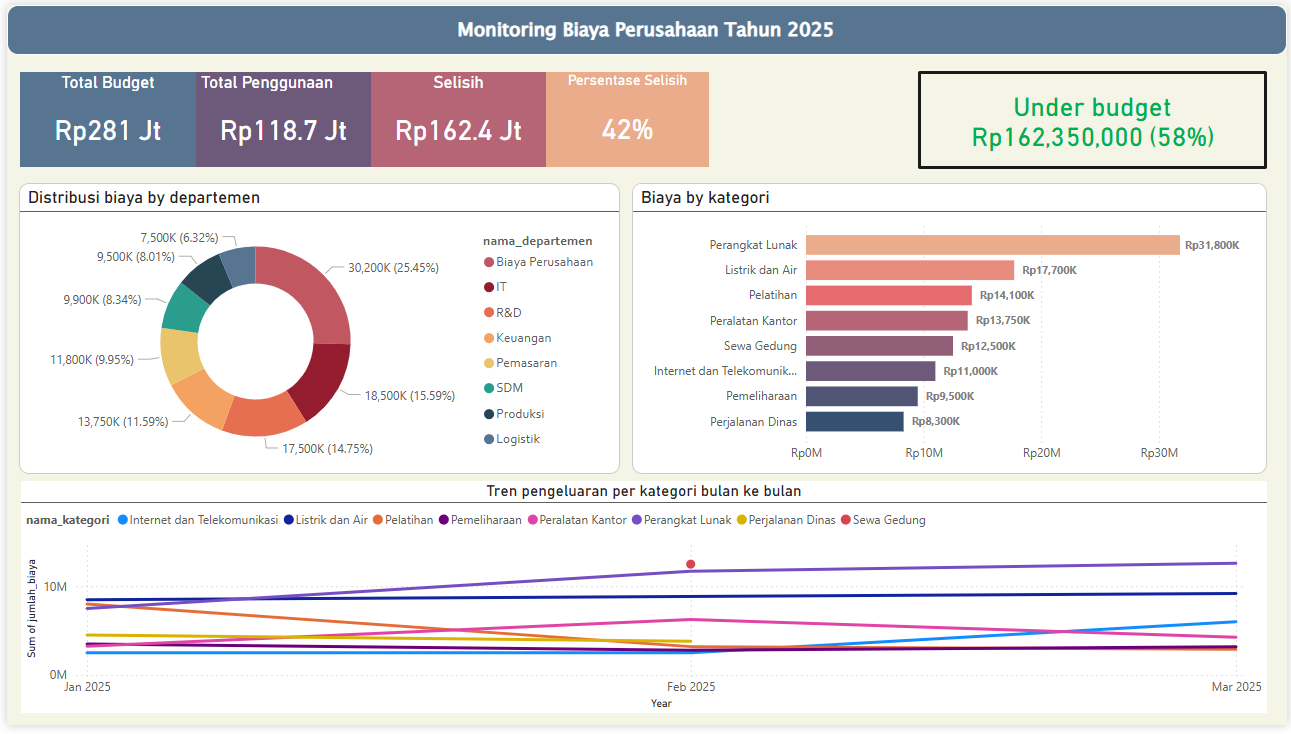 Monitoring Biaya Perusahaan Tahun 2025
Total Budget
Rp281 Jt
Total Penggunaan
Rp118.7 Jt
Selisih
Rp162.4 Jt
Persentase Selisih
42%
Under budget
Rp162,350,000 (58%)
Distribusi biaya by departemen
7,500K (6.32%)
9,500K (8.01%)
9,900K (8.34%)
11,800K (9.95%)
13,750K (11.59%)
30,200K (25.45%)
18,500K (15.59%)
17,500K (14.75%)
nama_departemen
Biaya Perusahaan
IT
R&D
Keuangan
Pemasaran
SDM
Produksi
Logistik
Biaya by kategori
Perangkat Lunak Rp31,800K
Listrik dan Air Rp17,700K
Pelatihan Rp14,100K
Peralatan Kantor Rp13,750K
Sewa Gedung Rp12,500K
Internet dan Telekomunik... Rp11,000K
Pemeliharaan Rp9,500K
Perjalanan Dinas Rp8,300K
Rp0M Rp10M Rp20M Rp30M
Tren pengeluaran per kategori bulan ke bulan
nama_kategori Internet dan Telekomunikasi Listrik dan Air Pelatihan Pemeliharaan Peralatan Kantor Perangkat Lunak Perjalanan Dinas Sewa Gedung
Sum of jumlah_biaya
10M
0M
Jan 2025 Feb 2025 Mar 2025
Year